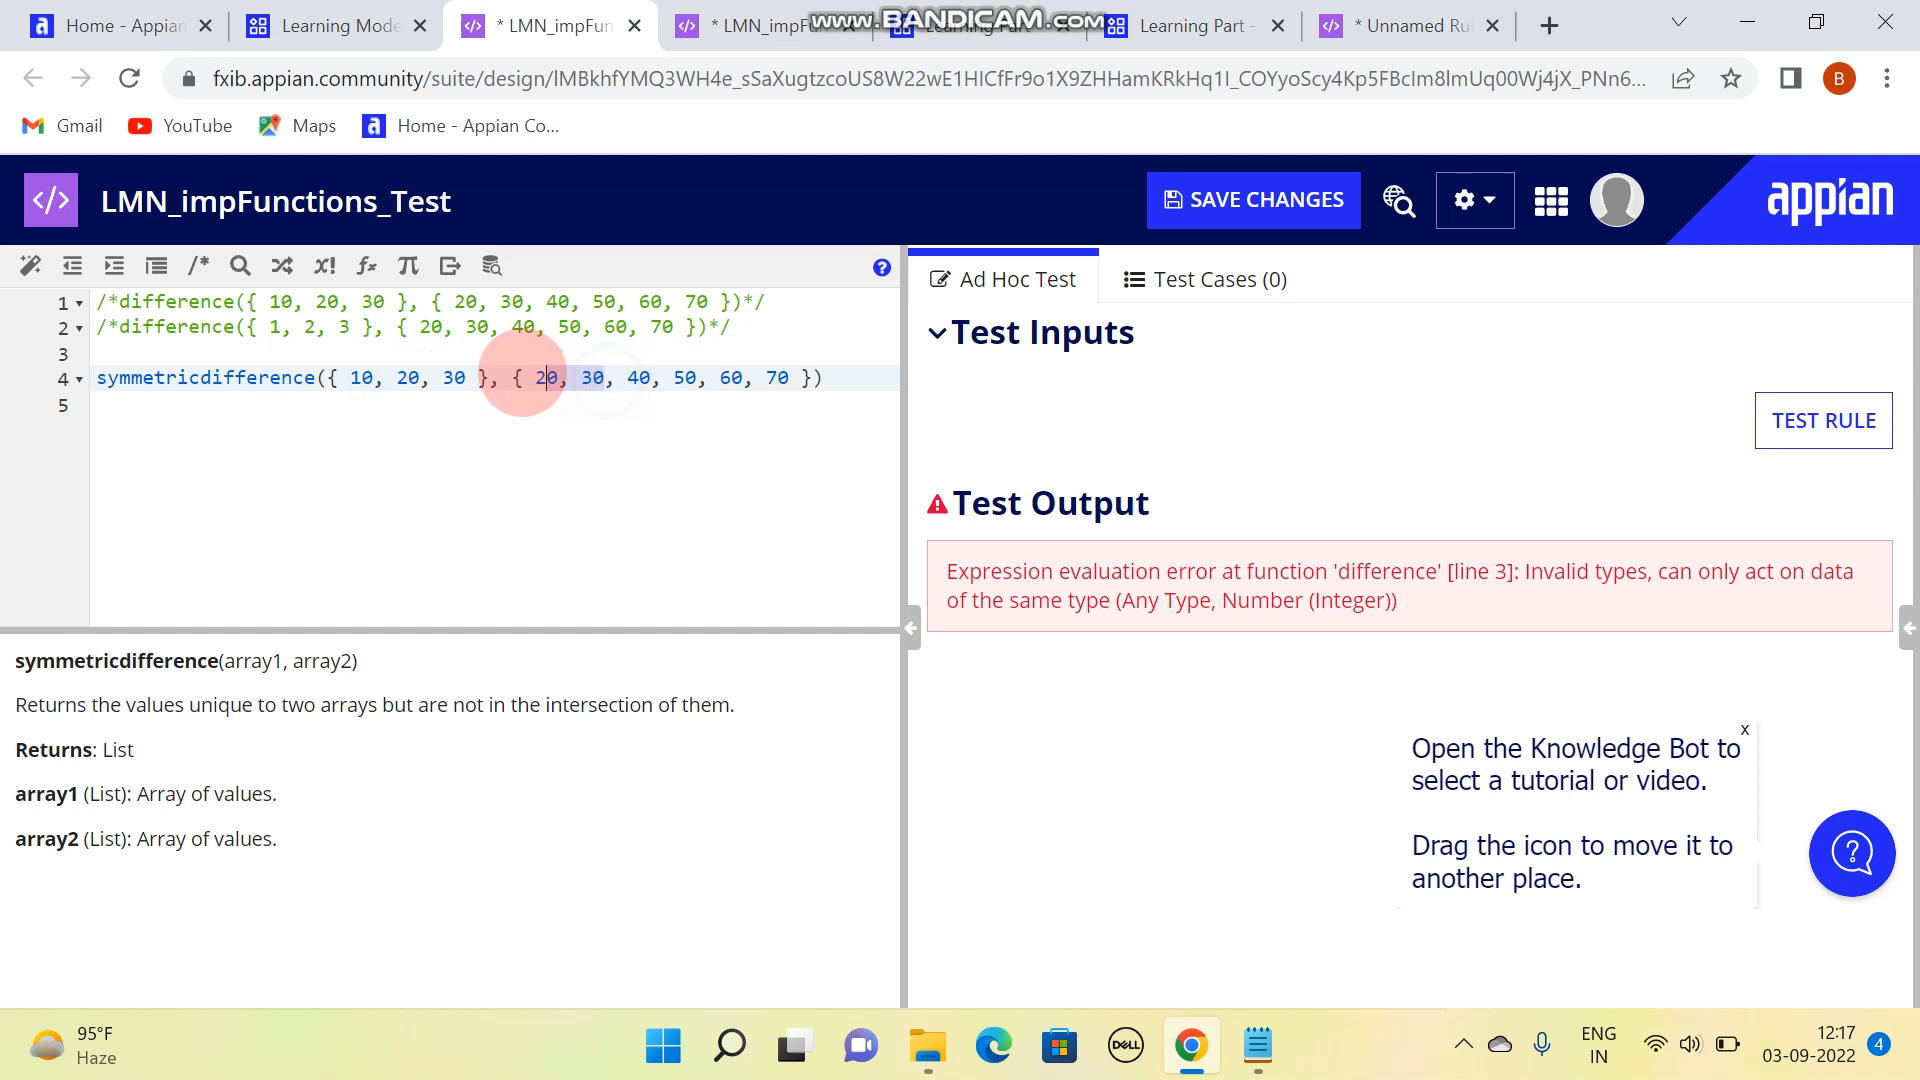 Home - Appian
Learning Mode
* LMN_impFun
* LMN_impFun
Learning Part
Learning Part -
* Unnamed Ru
www.BANDICAM.com
fxib.appian.community/suite/design/lMBkhfYMQ3WH4e_sSaXugtzcoUS8W22wE1HlCfFr9o1X9ZHHamKRkHq1I_COYyoScy4Kp5FBcIm8lmUq00Wj4jX_PNn6...
B
Gmail
YouTube
Maps
Home - Appian Co...
LMN_impFunctions_Test
SAVE CHANGES
appian
Ad Hoc Test
Test Cases (0)
1 /*difference({ 10, 20, 30 }, { 20, 30, 40, 50, 60, 70 })*/
2 /*difference({ 1, 2, 3 }, { 20, 30, 40, 50, 60, 70 })*/
3
4 symmetricdifference({ 10, 20, 30 }, { 20, 30, 40, 50, 60, 70 })
5
Test Inputs
TEST RULE
Test Output
Expression evaluation error at function 'difference' [line 3]: Invalid types, can only act on data
of the same type (Any Type, Number (Integer))
symmetricdifference(array1, array2)
Returns the values unique to two arrays but are not in the intersection of them.
Returns: List
array1 (List): Array of values.
array2 (List): Array of values.
x
Open the Knowledge Bot to
select a tutorial or video.
Drag the icon to move it to
another place.
95°F
Haze
DELL
ENG
IN
12:17
03-09-2022
4